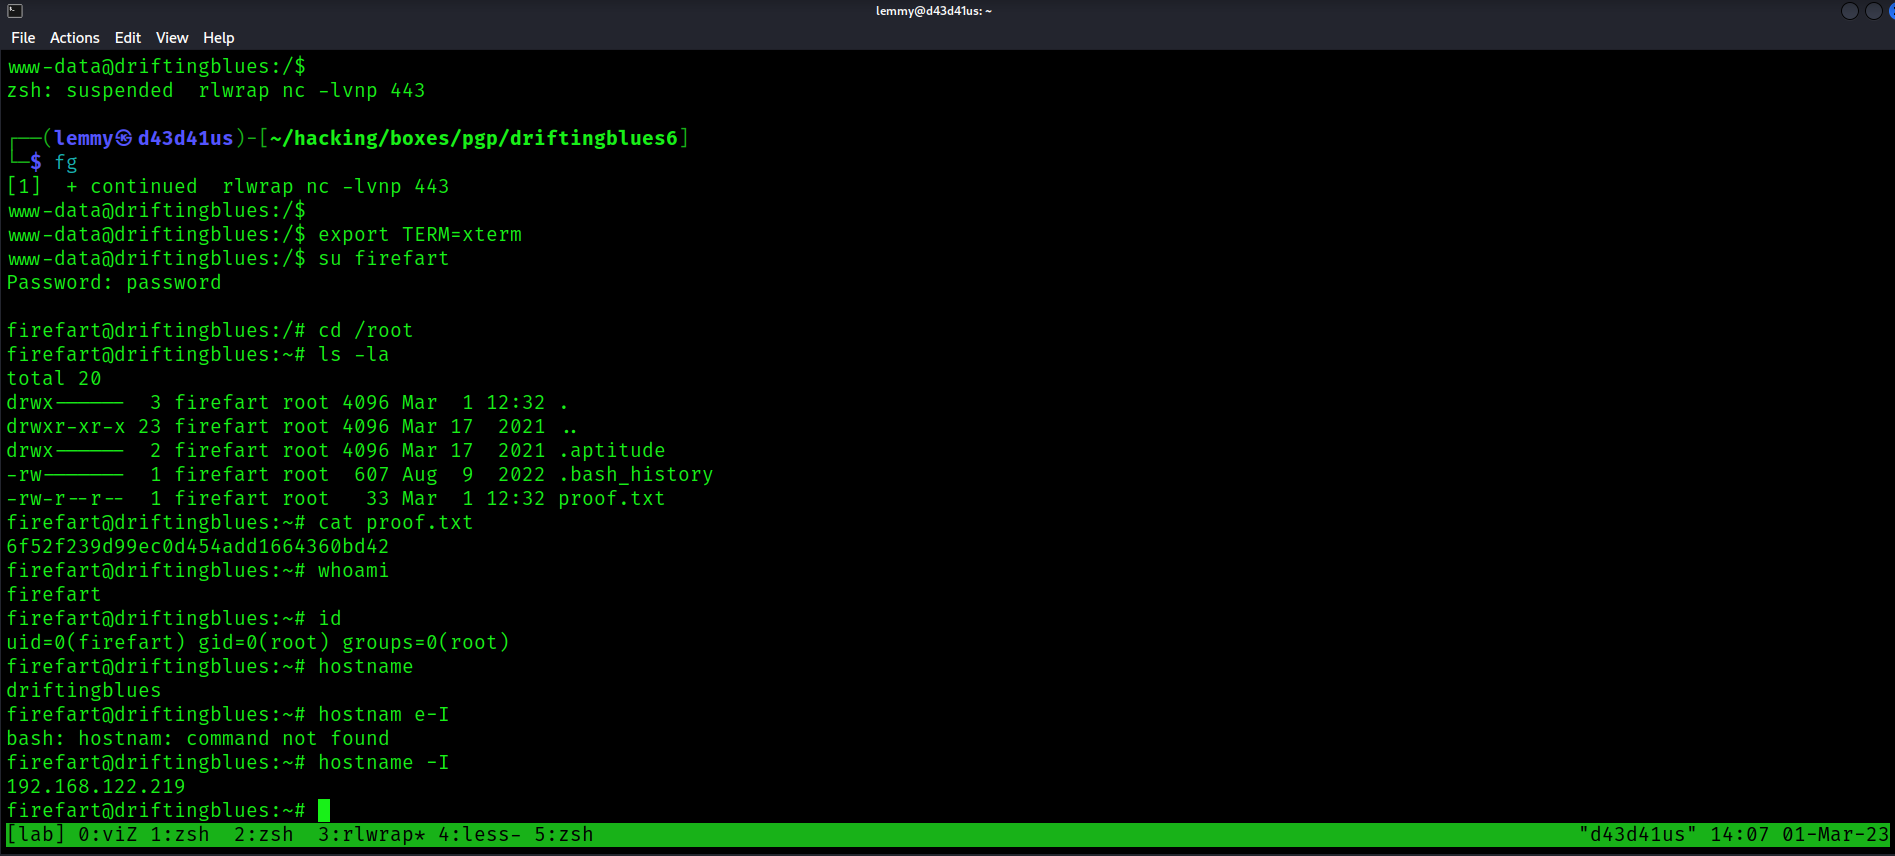 lemmy@d43d41us: ~
File Actions Edit View Help
www-data@driftingblues:/$
zsh: suspended  rlwrap nc -lvnp 443
┌──(lemmy㉿d43d41us)-[~/hacking/boxes/pgp/driftingblues6]
└─$ fg
[1]  + continued  rlwrap nc -lvnp 443
www-data@driftingblues:/$
www-data@driftingblues:/$ export TERM=xterm
www-data@driftingblues:/$ su firefart
Password: password
firefart@driftingblues:/# cd /root
firefart@driftingblues:~# ls -la
total 20
drwx------  3 firefart root 4096 Mar  1 12:32 .
drwxr-xr-x 23 firefart root 4096 Mar 17  2021 ..
drwx------  2 firefart root 4096 Mar 17  2021 .aptitude
-rw-------  1 firefart root  607 Aug  9  2022 .bash_history
-rw-r--r--  1 firefart root   33 Mar  1 12:32 proof.txt
firefart@driftingblues:~# cat proof.txt
6f52f239d99ec0d454add1664360bd42
firefart@driftingblues:~# whoami
firefart
firefart@driftingblues:~# id
uid=0(firefart) gid=0(root) groups=0(root)
firefart@driftingblues:~# hostname
driftingblues
firefart@driftingblues:~# hostnam e-I
bash: hostnam: command not found
firefart@driftingblues:~# hostname -I
192.168.122.219
firefart@driftingblues:~#
[lab] 0:viZ 1:zsh  2:zsh  3:rlwrap* 4:less- 5:zsh "d43d41us" 14:07 01-Mar-23